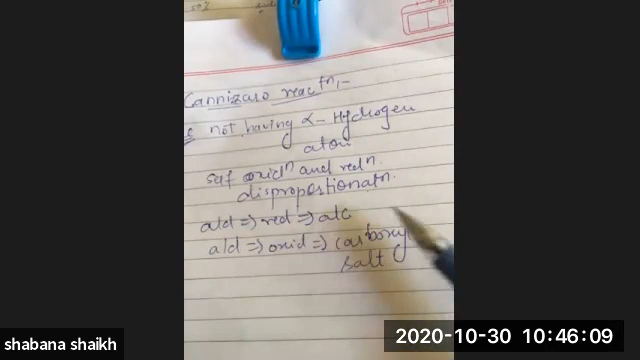 Cannizaro reactn,-
not having α-Hydrogen
atom
self oxidn and redn.
disproportionatn.
ald ⇒ red ⇒ alc
ald ⇒ oxid ⇒ carboxy
salt
shabana shaikh
2020-10-30 10:46:09